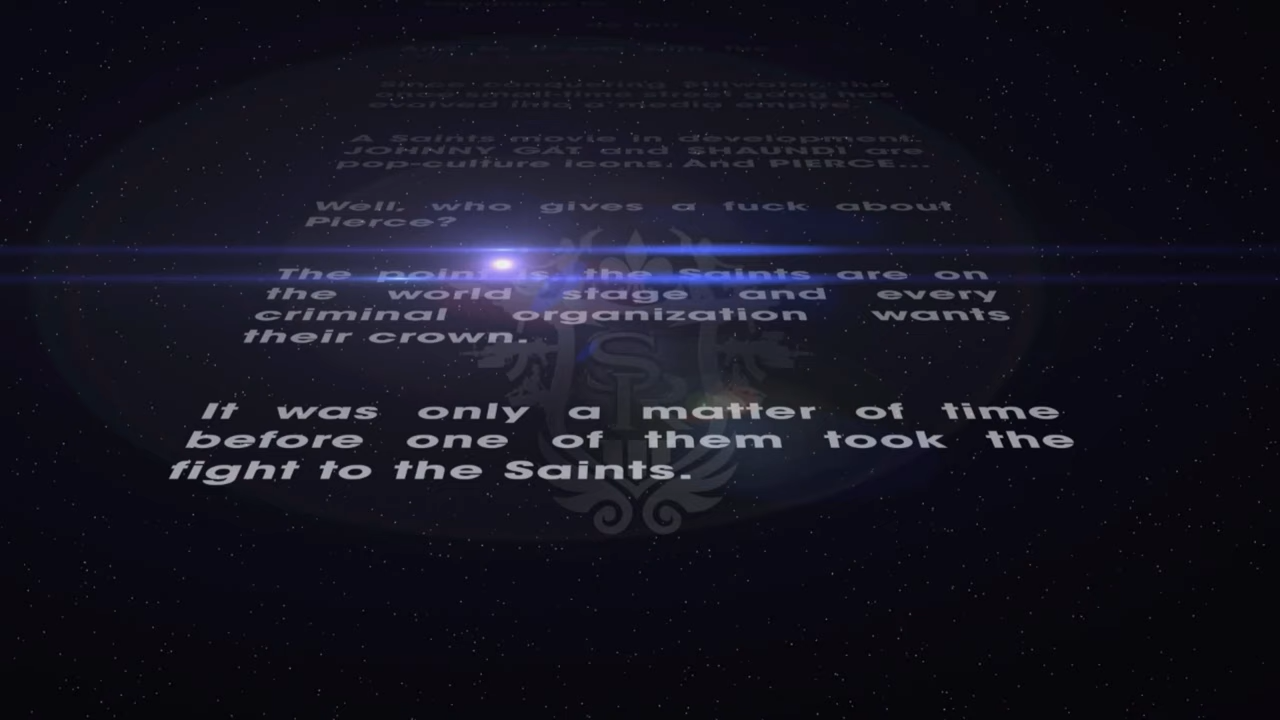 Since conquering Stilwater, the
evolved into a media empire.
A Saints movie in development.
JOHNNY GAT and SHAUNDI are
pop-culture icons. And PIERCE...
Well, who gives a fuck about
Pierce?
The point is, the Saints are on
the world stage and every
criminal organization wants
their crown.
It was only a matter of time
before one of them took the
fight to the Saints.